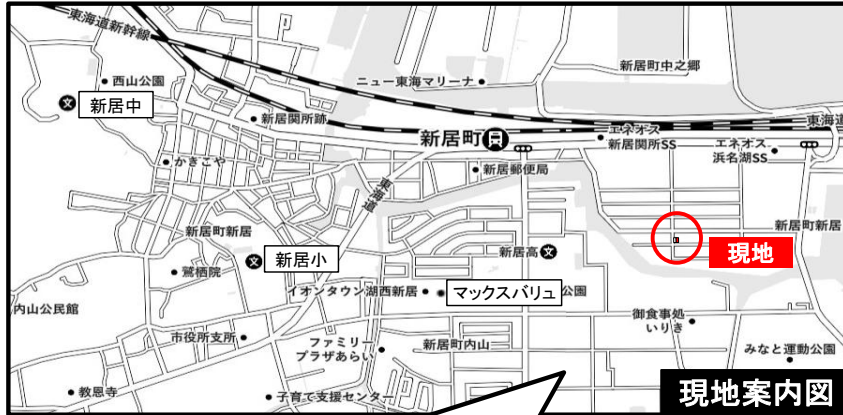 東海道新幹線
西山公園
新居中
ニュー東海マリーナ
新居町中之郷
新居関所跡
新居町
エネオス
新居関所SS
東海道
エネオス
浜名湖SS
かきこや
新居郵便局
東海道
新居町新居
新居町新居
新居小
新居高
現地
鷲栖院
イオンタウン湖西新居
マックスバリュ
公園
内山公民館
市役所支所
ファミリー
プラザあらい
新居町内山
御食事処
いりき
みなと運動公園
教恩寺
子育て支援センター
現地案内図